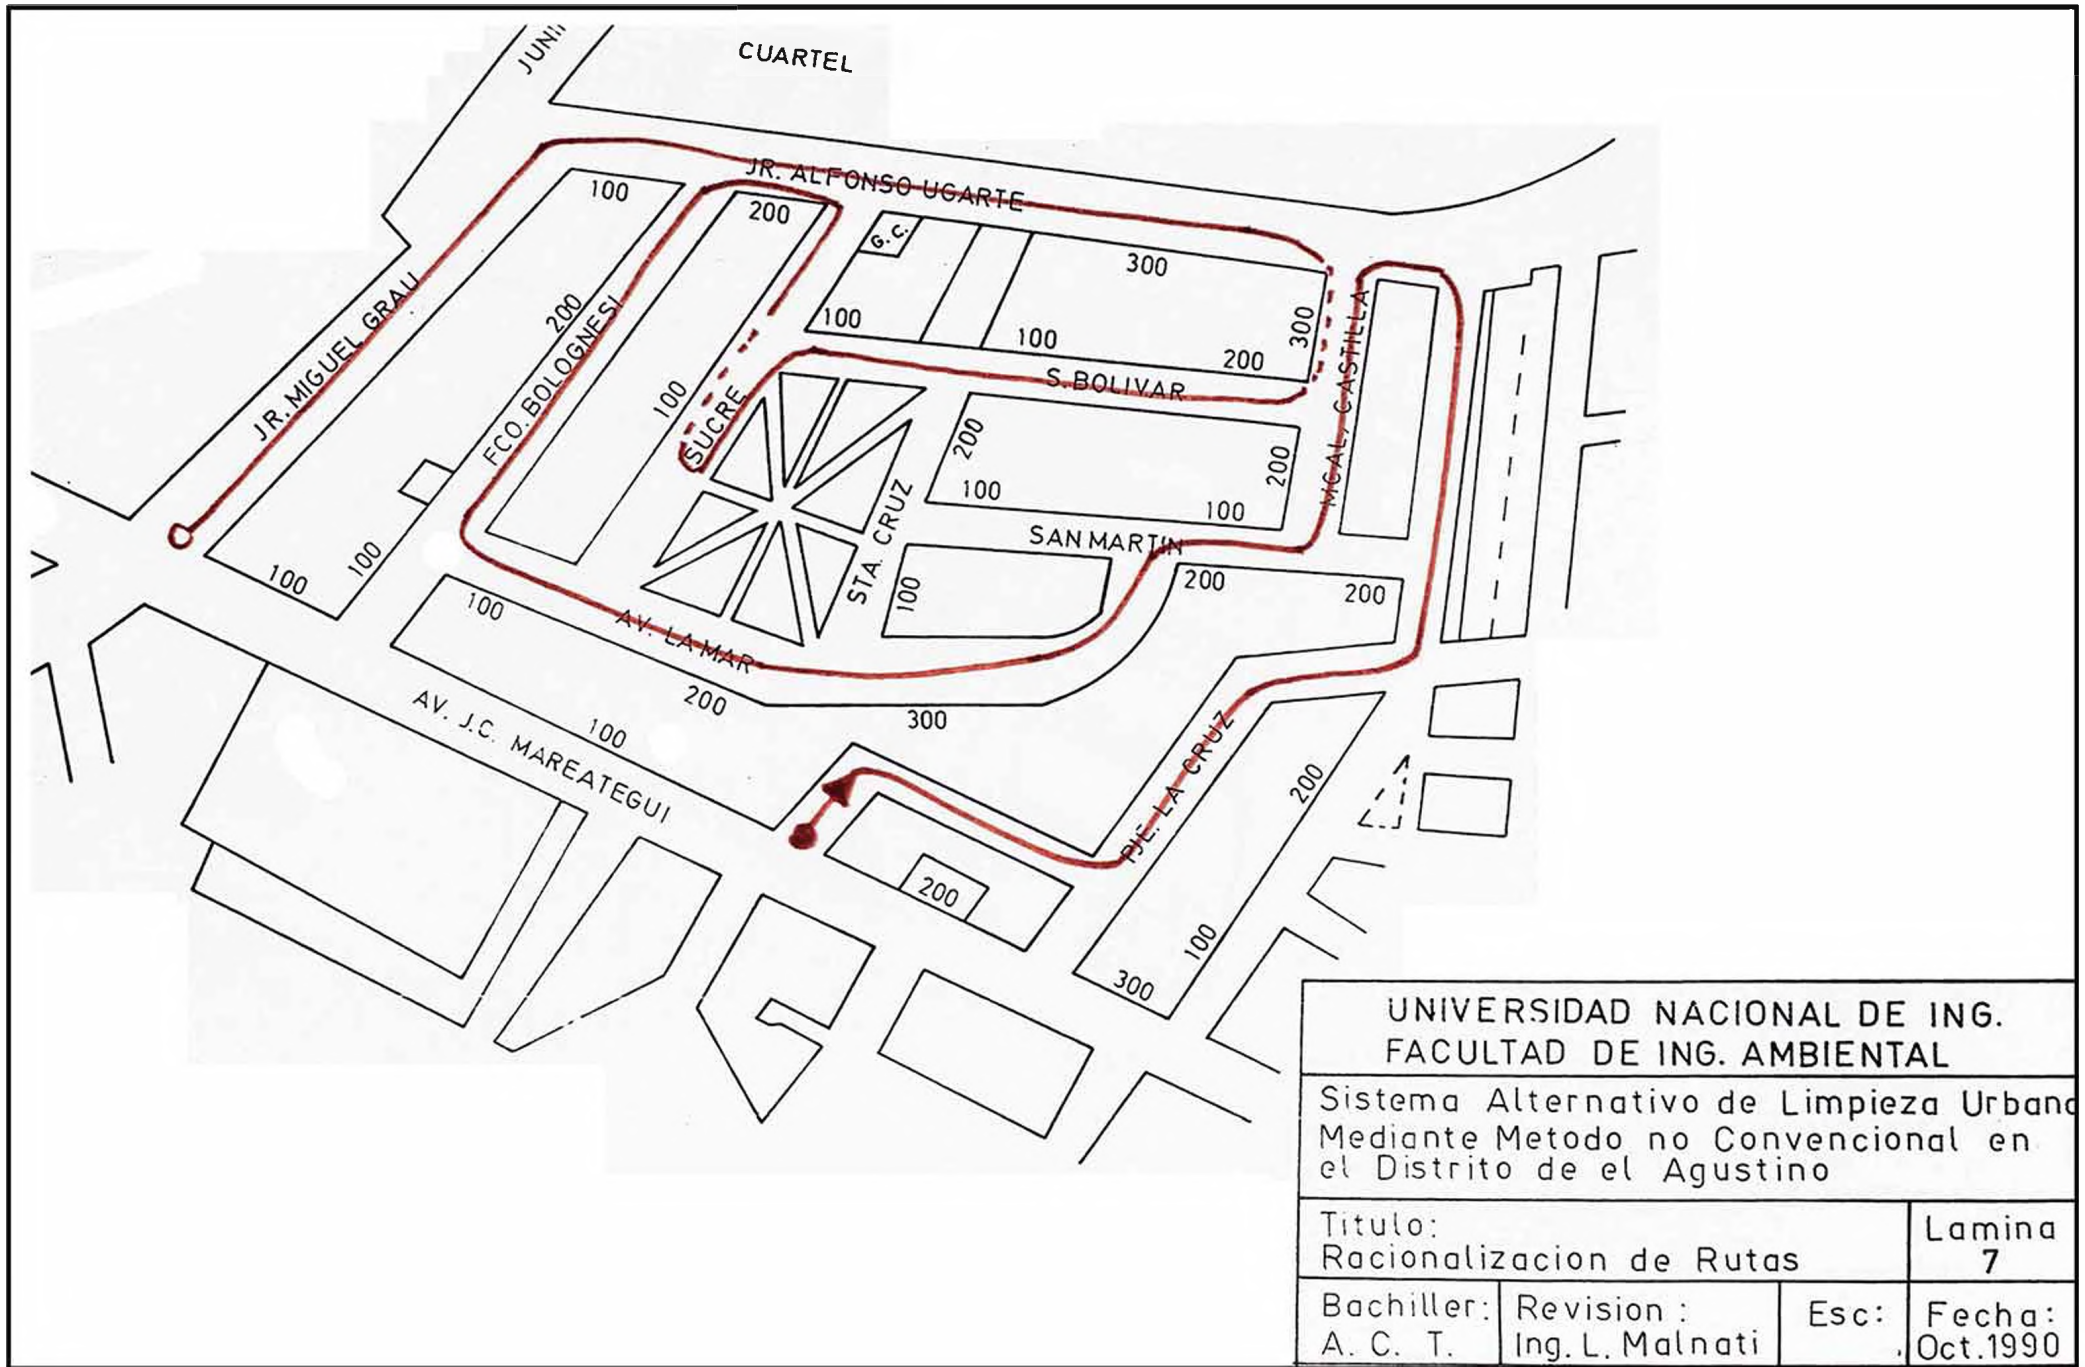 JUNI
CUARTEL
JR. ALFONSO UGARTE
100
200
G.C.
300
JR. MIGUEL GRAU
200
FCO. BOLOGNESI
100
SUCRE
100
100
200
300
S. BOLIVAR
MCAL. CASTILLA
200
200
100
100
STA. CRUZ
SAN MARTIN
100
100
100
100
200
200
AV. LA MAR
200
300
100
AV. J.C. MAREATEGUI
PJE. LA CRUZ
200
200
100
300
UNIVERSIDAD NACIONAL DE ING.
FACULTAD DE ING. AMBIENTAL
Sistema Alternativo de Limpieza Urbana
Mediante Metodo no Convencional en
el Distrito de el Agustino
Titulo:
Racionalizacion de Rutas
Lamina
7
Bachiller:
A. C. T.
Revision :
Ing. L. Malnati
Esc:
Fecha:
Oct.1990